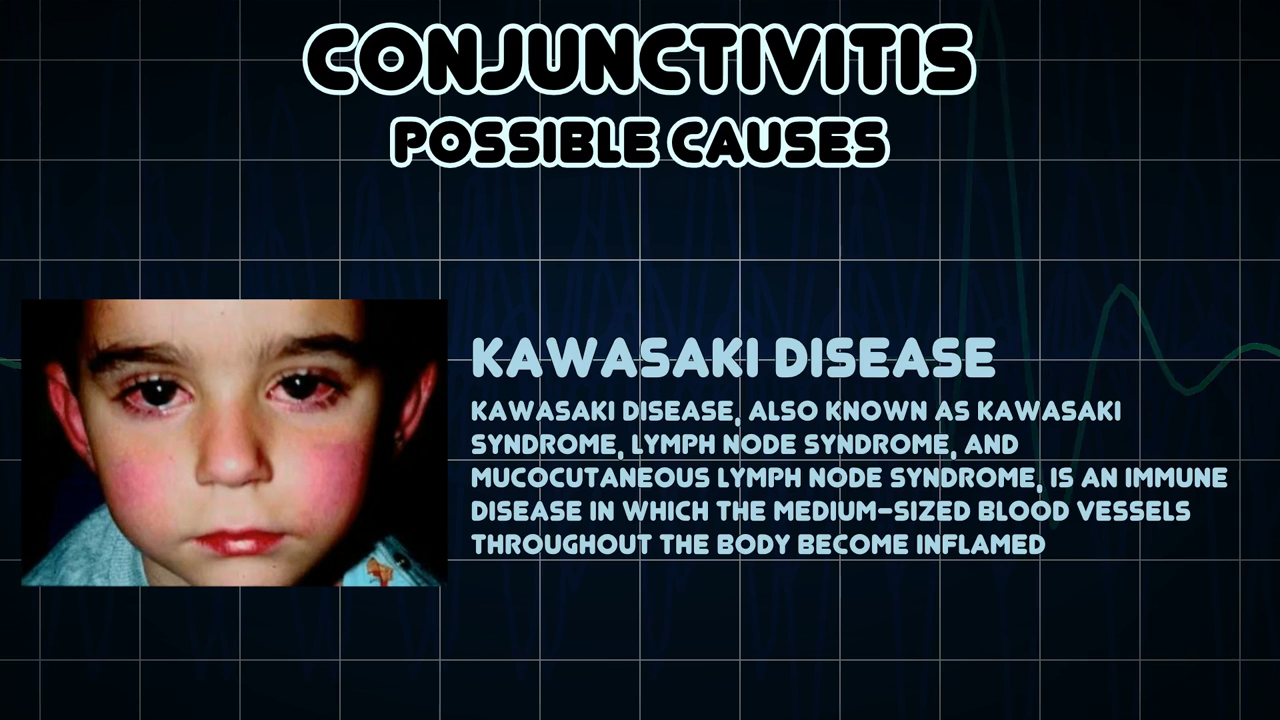 CONJUNCTIVITIS
POSSIBLE CAUSES
KAWASAKI DISEASE
KAWASAKI DISEASE, ALSO KNOWN AS KAWASAKI
SYNDROME, LYMPH NODE SYNDROME, AND
MUCOCUTANEOUS LYMPH NODE SYNDROME, IS AN IMMUNE
DISEASE IN WHICH THE MEDIUM-SIZED BLOOD VESSELS
THROUGHOUT THE BODY BECOME INFLAMED